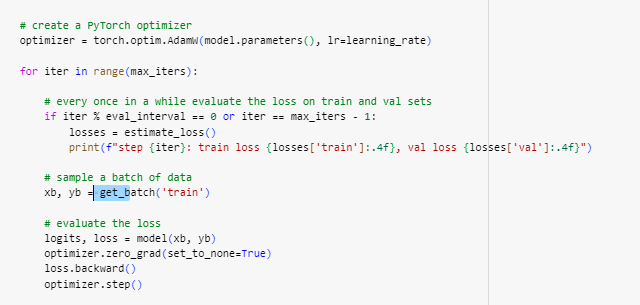 # create a PyTorch optimizer
optimizer = torch.optim.AdamW(model.parameters(), lr=learning_rate)
for iter in range(max_iters):
# every once in a while evaluate the loss on train and val sets
if iter % eval_interval == 0 or iter == max_iters - 1:
losses = estimate_loss()
print(f"step {iter}: train loss {losses['train']:.4f}, val loss {losses['val']:.4f}")
# sample a batch of data
xb, yb = get_batch('train')
# evaluate the loss
logits, loss = model(xb, yb)
optimizer.zero_grad(set_to_none=True)
loss.backward()
optimizer.step()